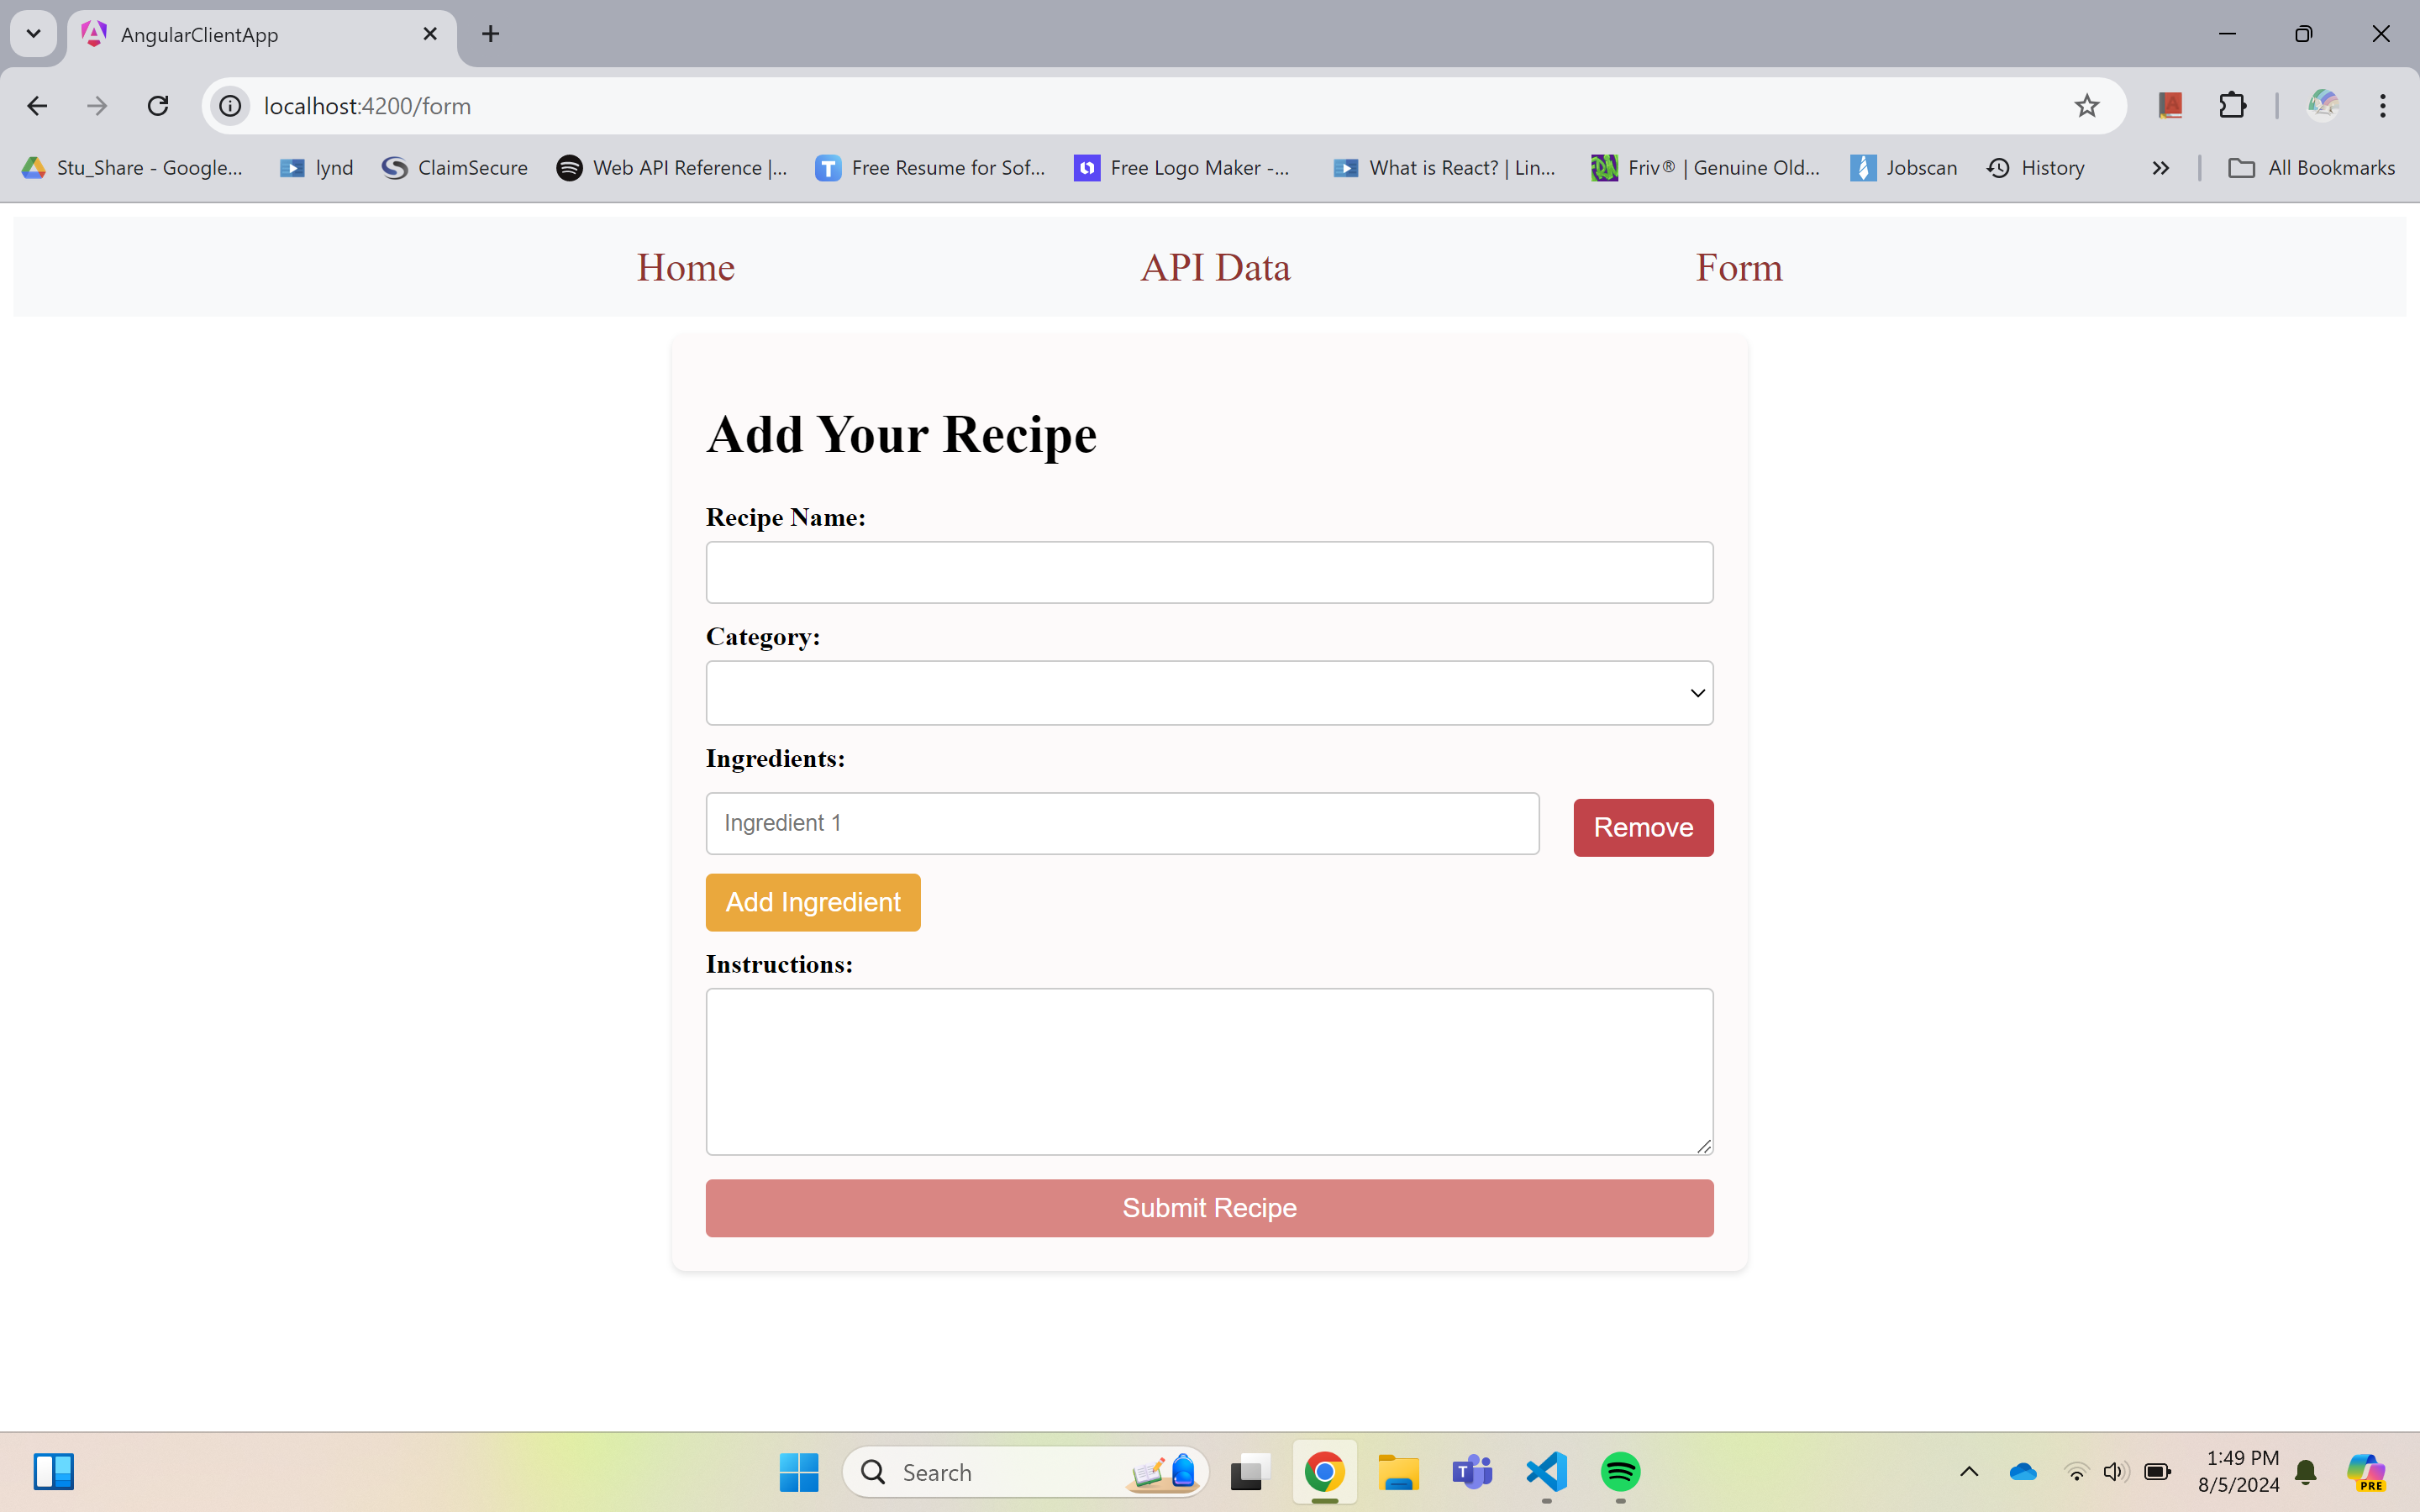 AngularClientApp
localhost:4200/form
Stu_Share - Google... lynd ClaimSecure Web API Reference |... Free Resume for Sof... Free Logo Maker -... What is React? | Lin... Friv® | Genuine Old... Jobscan History All Bookmarks
Home API Data Form
Add Your Recipe
Recipe Name:
Category:
Ingredients:
Ingredient 1 Remove
Add Ingredient
Instructions:
Submit Recipe
Search
1:49 PM
8/5/2024
PRE